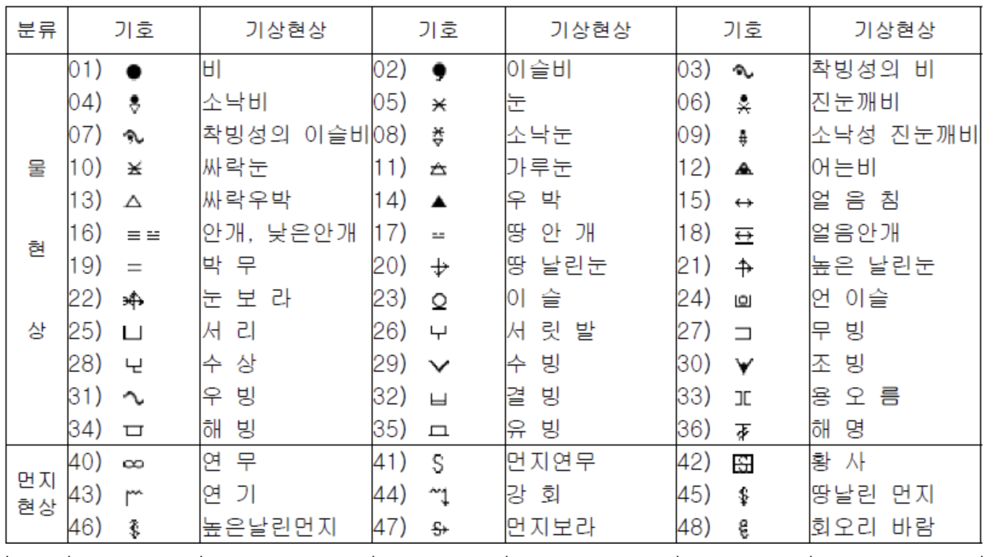 분류 기호 기상현상 기호 기상현상 기호 기상현상
01) 비 02) 이슬비 03) 착빙성의 비
04) 소낙비 05) 눈 06) 진눈깨비
07) 착빙성의 이슬비 08) 소낙눈 09) 소낙성 진눈깨비
물 10) 싸락눈 11) 가루눈 12) 어는비
13) 싸락우박 14) 우 박 15) 얼 음 침
16) 안개, 낮은안개 17) 땅 안 개 18) 얼음안개
현 19) 박 무 20) 땅 날린눈 21) 높은 날린눈
22) 눈 보 라 23) 이 슬 24) 언 이슬
상 25) 서 리 26) 서 릿 발 27) 무 빙
28) 수 상 29) 수 빙 30) 조 빙
31) 우 빙 32) 결 빙 33) 용 오 름
34) 해 빙 35) 유 빙 36) 해 명
40) 연 무 41) S 먼지연무 42) 황 사
먼지
현상
43) 연 기 44) 강 회 45) 땅날린 먼지
46) 높은날린먼지 47) 먼지보라 48) 회오리 바람